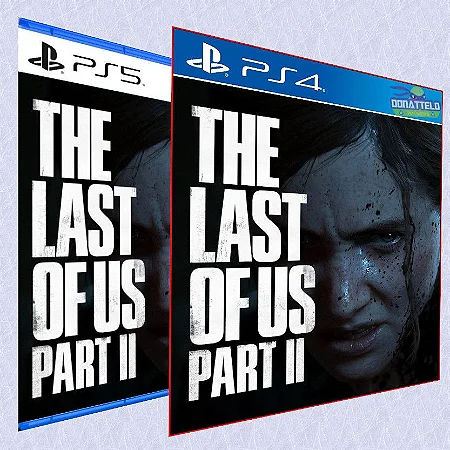 PS5
THE
LAST
OF US
PART II
PS4
DONATTELO
THE
LAST
OF US
PART II